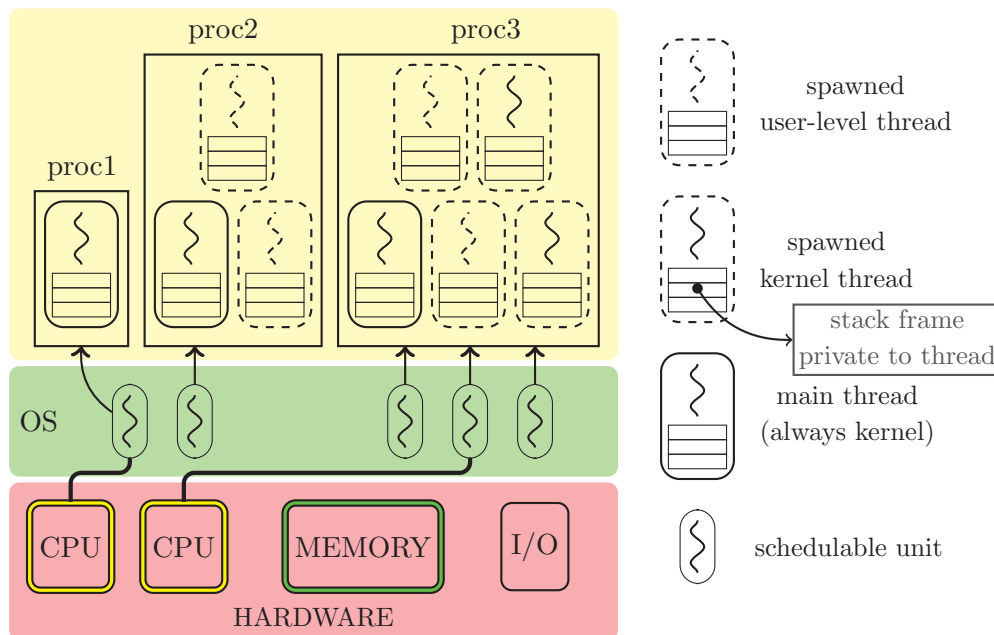 proc2
proc3
proc1
OS
CPU
CPU
MEMORY
I/O
HARDWARE
spawned
user-level thread
spawned
kernel thread
stack frame
private to thread
main thread
(always kernel)
schedulable unit